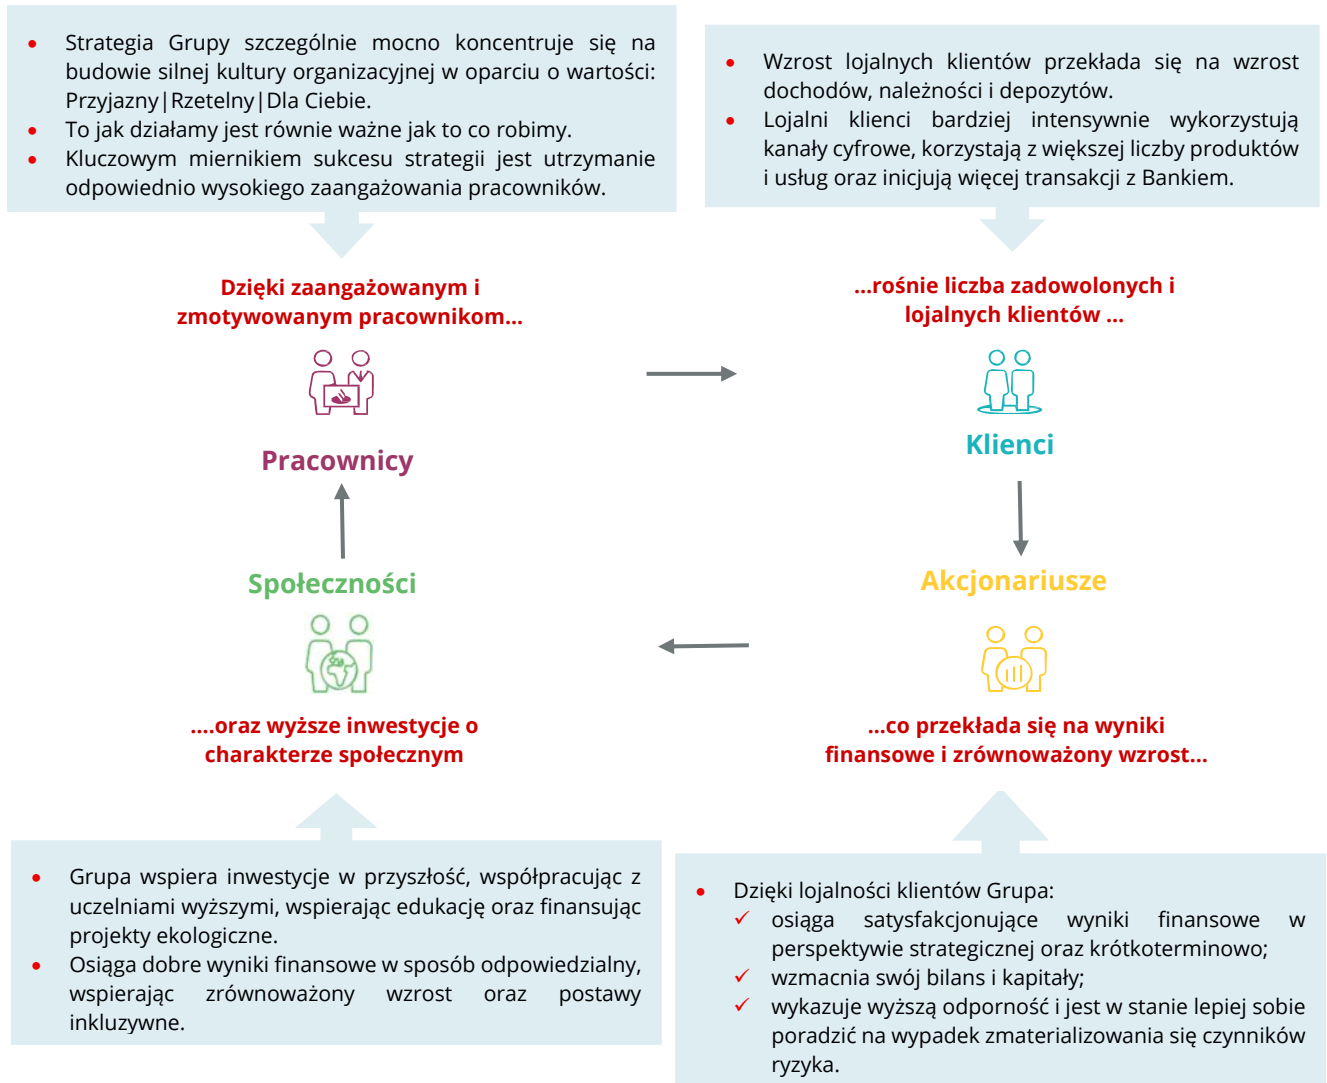 Strategia Grupy szczególnie mocno koncentruje się na
budowie silnej kultury organizacyjnej w oparciu o wartości:
Przyjazny|Rzetelny|Dla Ciebie.
To jak działamy jest równie ważne jak to co robimy.
Kluczowym miernikiem sukcesu strategii jest utrzymanie
odpowiednio wysokiego zaangażowania pracowników.
Wzrost lojalnych klientów przekłada się na wzrost
dochodów, należności i depozytów.
Lojalni klienci bardziej intensywnie wykorzystują
kanały cyfrowe, korzystają z większej liczby produktów
i usług oraz inicjują więcej transakcji z Bankiem.
Dzięki zaangażowanym i
zmotywowanym pracownikom...
...rośnie liczba zadowolonych i
lojalnych klientów ...
Pracownicy
Klienci
Społeczności
Akcjonariusze
....oraz wyższe inwestycje o
charakterze społecznym
...co przekłada się na wyniki
finansowe i zrównoważony wzrost...
Grupa wspiera inwestycje w przyszłość, współpracując z
uczelniami wyższymi, wspierając edukację oraz finansując
projekty ekologiczne.
Osiąga dobre wyniki finansowe w sposób odpowiedzialny,
wspierając zrównoważony wzrost oraz postawy
inkluzywne.
Dzięki lojalności klientów Grupa:
osiąga satysfakcjonujące wyniki finansowe w
perspektywie strategicznej oraz krótkoterminowo;
wzmacnia swój bilans i kapitały;
wykazuje wyższą odporność i jest w stanie lepiej sobie
poradzić na wypadek zmaterializowania się czynników
ryzyka.